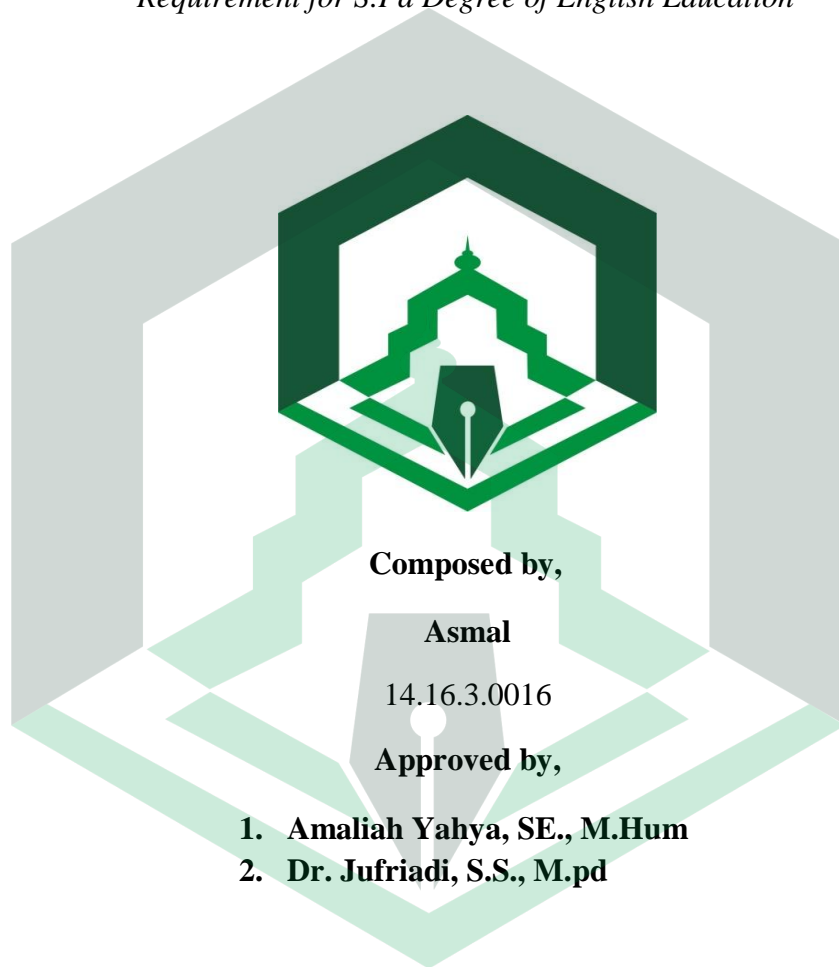 Requirement for S.Pd Degree of English Education
Composed by,
Asmal
14.16.3.0016
Approved by,
1. Amaliah Yahya, SE., M.Hum
2. Dr. Jufriadi, S.S., M.pd